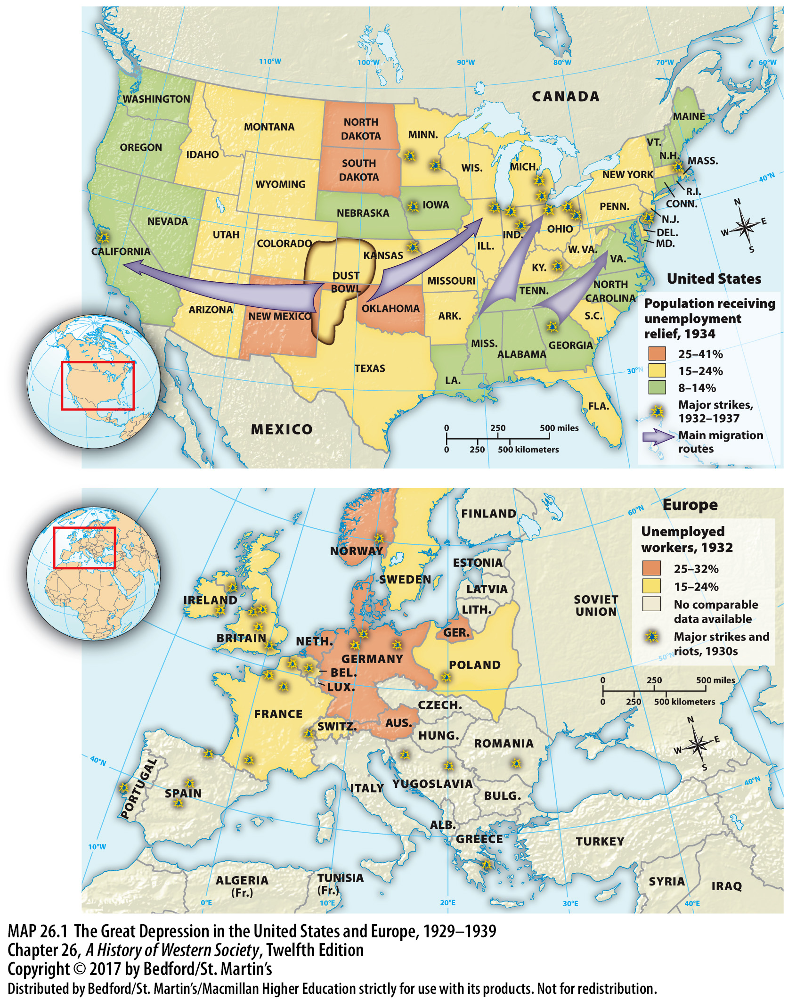 110°W
100°W
90°W
80°W
70°W
60°W
CANADA
WASHINGTON
MAINE
MONTANA
NORTH
DAKOTA
MINN.
VT.
OREGON
IDAHO
N.H.
MASS.
SOUTH
DAKOTA
WIS.
MICH.
NEW YORK
40°N
WYOMING
R.I.
CONN.
NEBRASKA
IOWA
PENN.
N
NEVADA
N.J.
E
UTAH
IND.
OHIO
DEL.
W
COLORADO
ILL.
MD.
S
CALIFORNIA
KANSAS
W. VA.
VA.
KY.
DUST
BOWL
MISSOURI
NORTH
CAROLINA
TENN.
ARIZONA
NEW MEXICO
OKLAHOMA
ARK.
S.C.
MISS.
ALABAMA
GEORGIA
TEXAS
LA.
30°N
FLA.
MEXICO
0 250 500 miles
0 250 500 kilometers
United States
Population receiving
unemployment
relief, 1934
25–41%
15–24%
8–14%
Major strikes,
1932–1937
Main migration
routes
Europe
Unemployed
workers, 1932
25–32%
15–24%
No comparable
data available
Major strikes and
riots, 1930s
60°N
FINLAND
NORWAY
ESTONIA
SWEDEN
LATVIA
IRELAND
LITH.
SOVIET
UNION
GER.
BRITAIN
NETH.
GERMANY
50°N
POLAND
BEL.
LUX.
0 250 500 miles
0 250 500 kilometers
CZECH.
FRANCE
AUS.
SWITZ.
HUNG.
N
E
W
S
ROMANIA
40°N
PORTUGAL
SPAIN
ITALY
YUGOSLAVIA
40°N
BULG.
ALB.
GREECE
TURKEY
10°W
ALGERIA
(Fr.)
TUNISIA
(Fr.)
SYRIA
IRAQ
0°E
10°E
20°E
30°E
40°E
MAP 26.1 The Great Depression in the United States and Europe, 1929–1939
Chapter 26, A History of Western Society, Twelfth Edition
Copyright © 2017 by Bedford/St. Martin's
Distributed by Bedford/St. Martin's/Macmillan Higher Education strictly for use with its products. Not for redistribution.